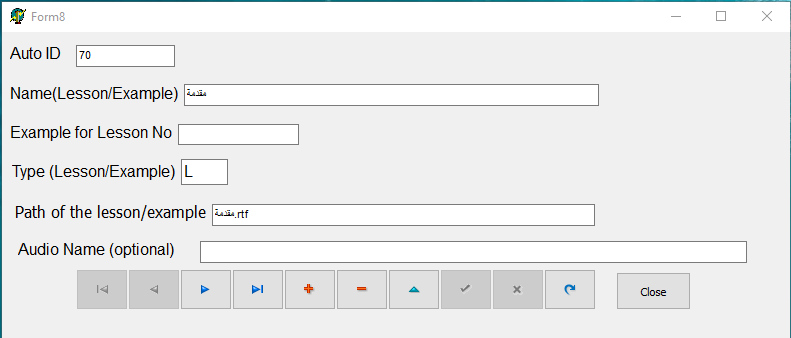 Form8
Auto ID 70
Name(Lesson/Example) مقدمة
Example for Lesson No
Type (Lesson/Example) L
Path of the lesson/example مقدمة.rtf
Audio Name (optional)
Close